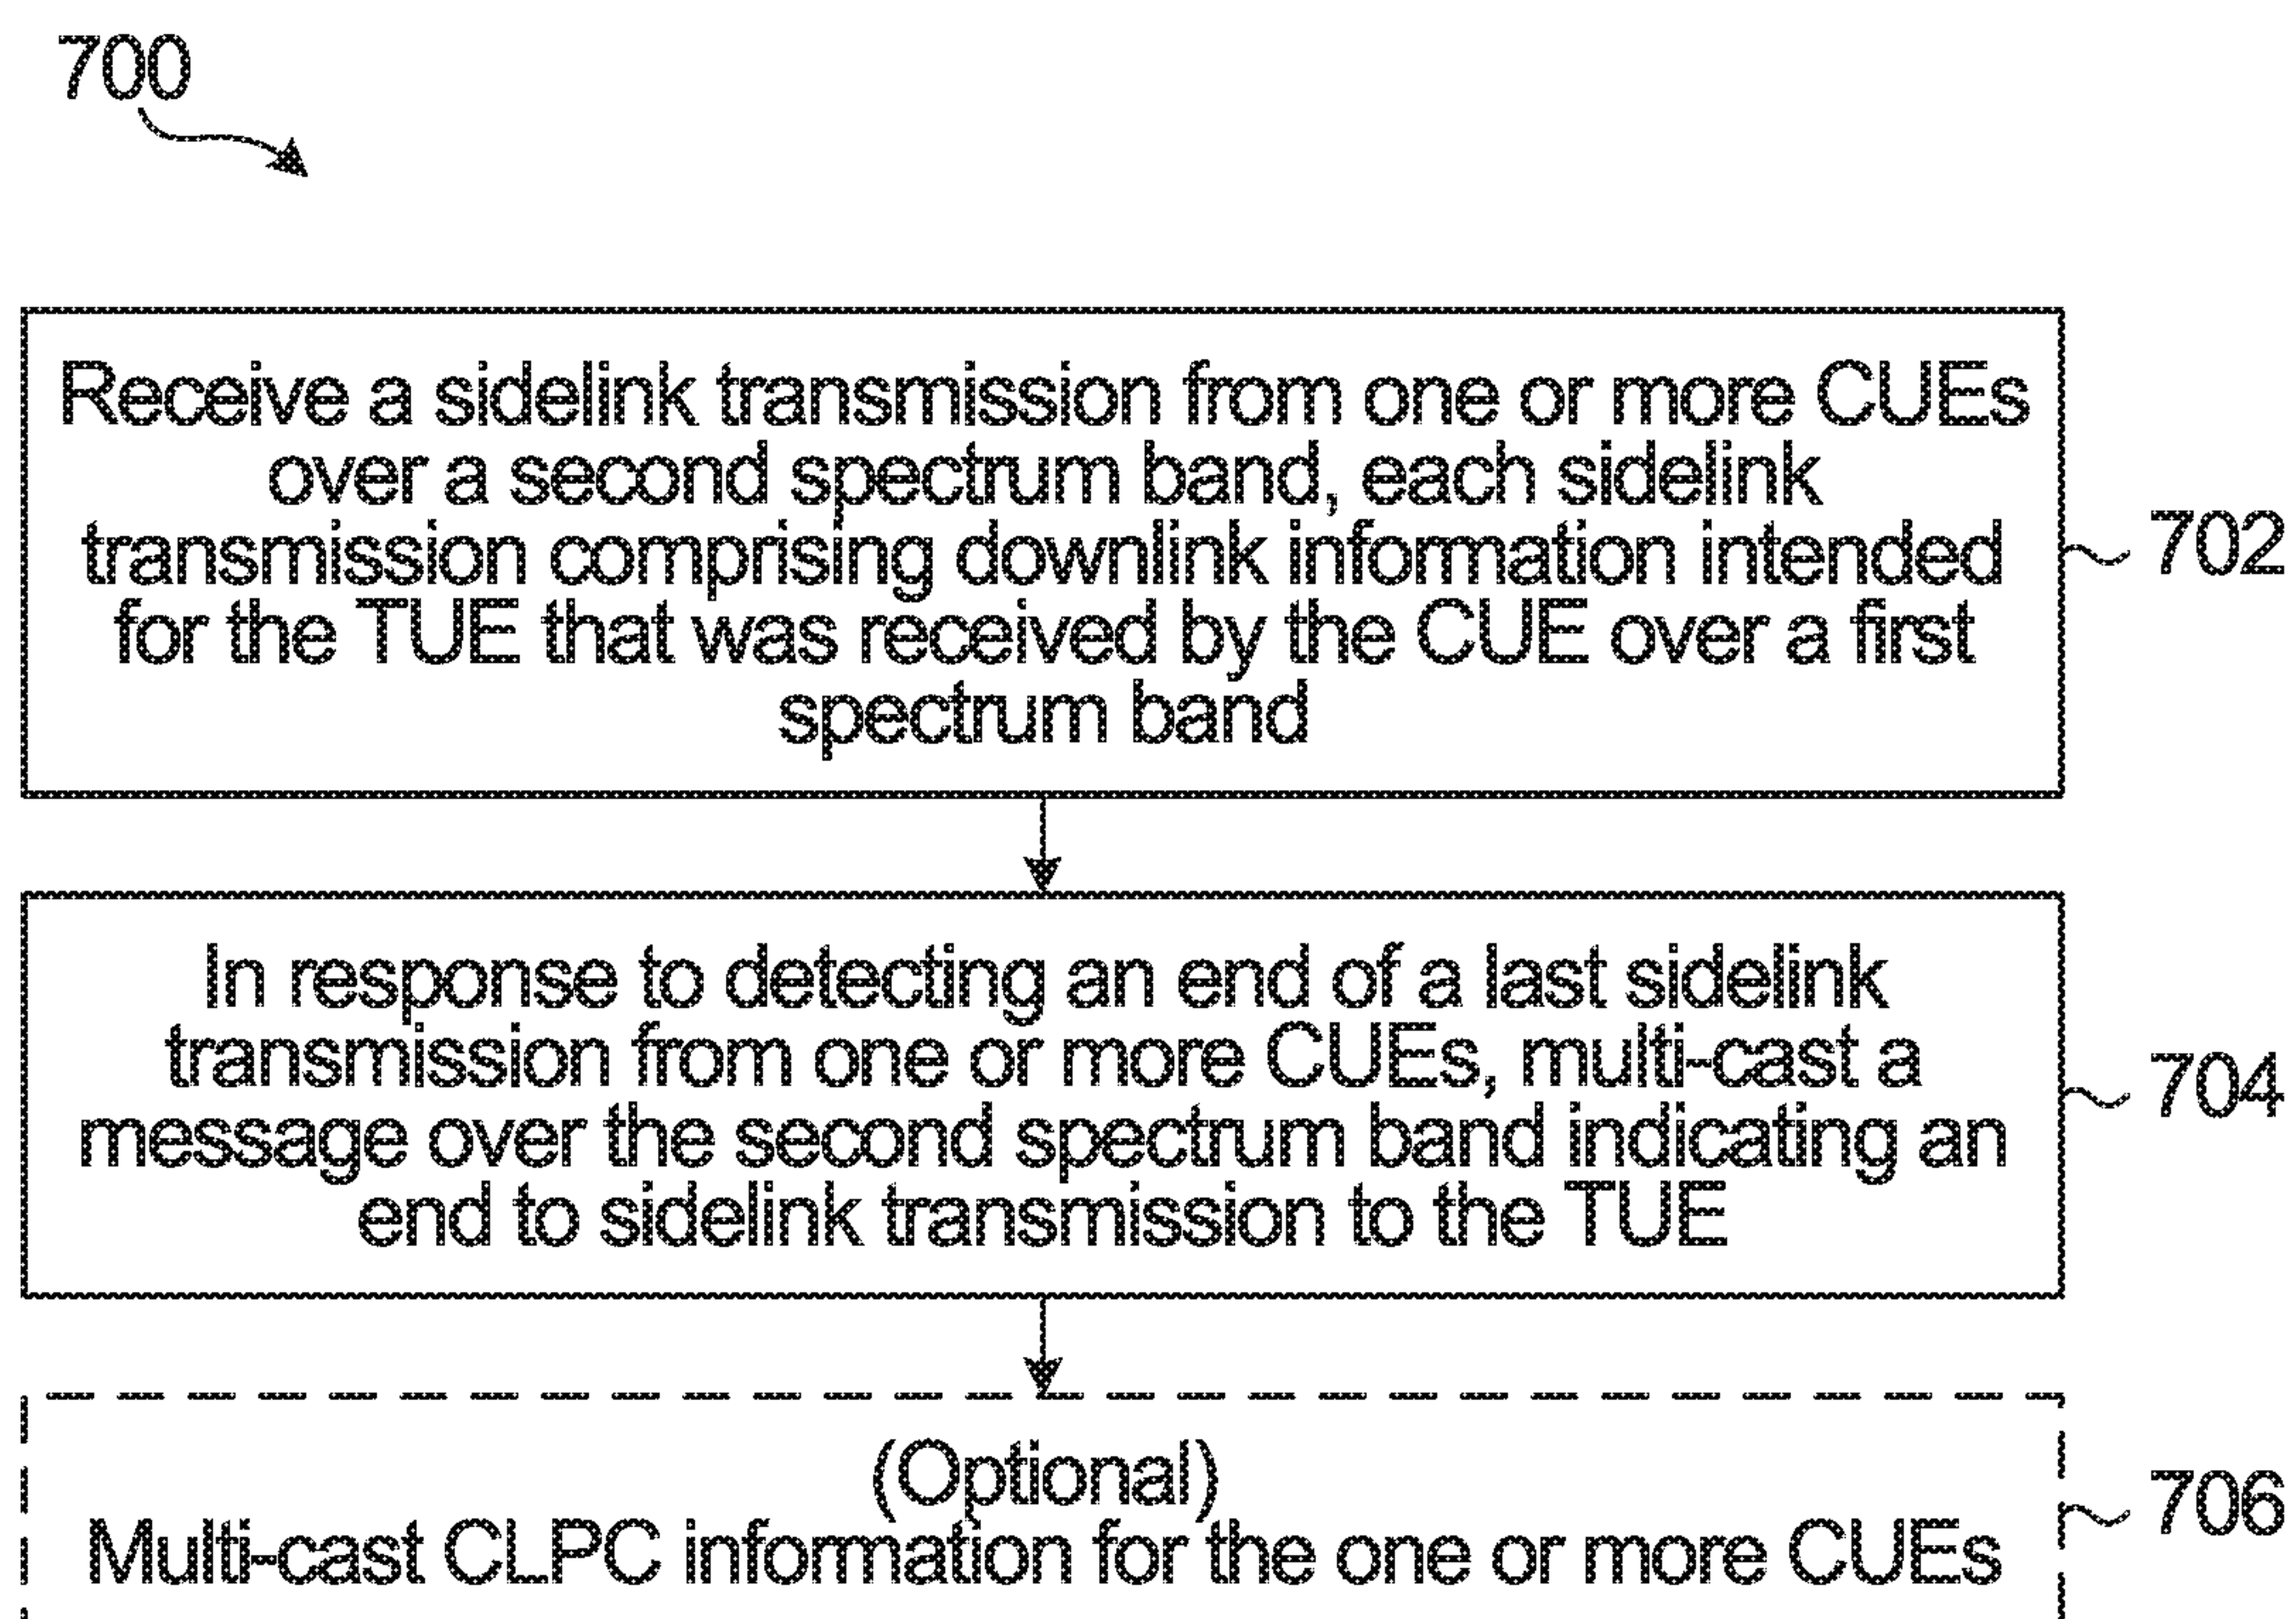 700
Receive a sidelink transmission from one or more CUEs
over a second spectrum band, each sidelink
transmission comprising downlink information intended
for the TUE that was received by the CUE over a first
spectrum band
702
In response to detecting an end of a last sidelink
transmission from one or more CUEs, multi-cast a
message over the second spectrum band indicating an
end to sidelink transmission to the TUE
704
(Optional)
Multi-cast CLPC information for the one or more CUEs
706